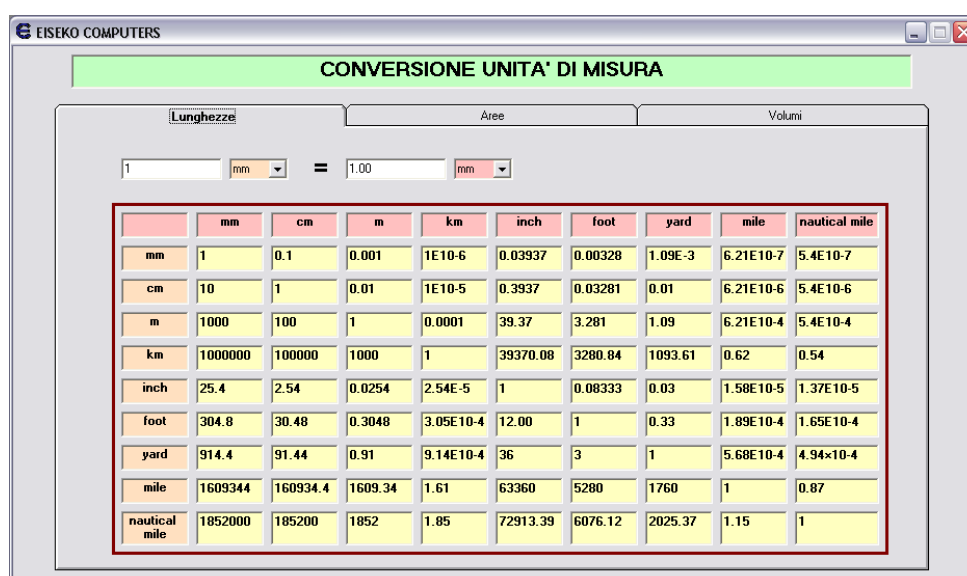 EISEKO COMPUTERS
CONVERSIONE UNITA' DI MISURA
Lunghezze Aree Volumi
1 mm = 1.00 mm
mm cm m km inch foot yard mile nautical mile
mm 1 0.1 0.001 1E10-6 0.03937 0.00328 1.09E-3 6.21E10-7 5.4E10-7
cm 10 1 0.01 1E10-5 0.3937 0.03281 0.01 6.21E10-6 5.4E10-6
m 1000 100 1 0.0001 39.37 3.281 1.09 6.21E10-4 5.4E10-4
km 1000000 100000 1000 1 39370.08 3280.84 1093.61 0.62 0.54
inch 25.4 2.54 0.0254 2.54E-5 1 0.08333 0.03 1.58E10-5 1.37E10-5
foot 304.8 30.48 0.3048 3.05E10-4 12.00 1 0.33 1.89E10-4 1.65E10-4
yard 914.4 91.44 0.91 9.14E10-4 36 3 1 5.68E10-4 4.94×10-4
mile 1609344 160934.4 1609.34 1.61 63360 5280 1760 1 0.87
nautical mile 1852000 185200 1852 1.85 72913.39 6076.12 2025.37 1.15 1